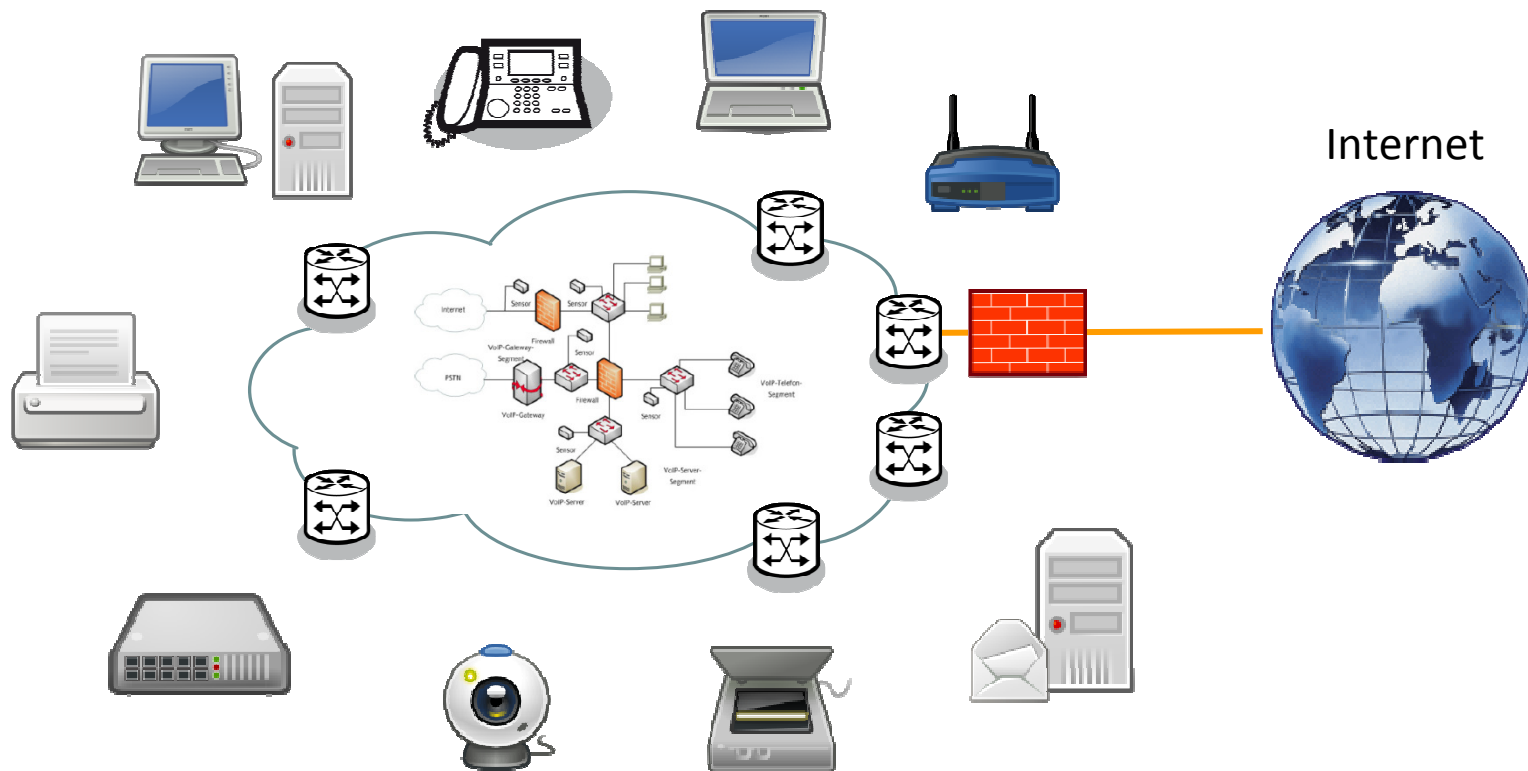 Internet
Internet
Sensor
Sensor
Firewall
VoIP-Gateway-
Segment
Sensor
PSTN
VoIP-Gateway
Firewall
Sensor
VoIP-Telefon-
Segment
Sensor
VoIP-Server-
Segment
VoIP-Server
VoIP-Server